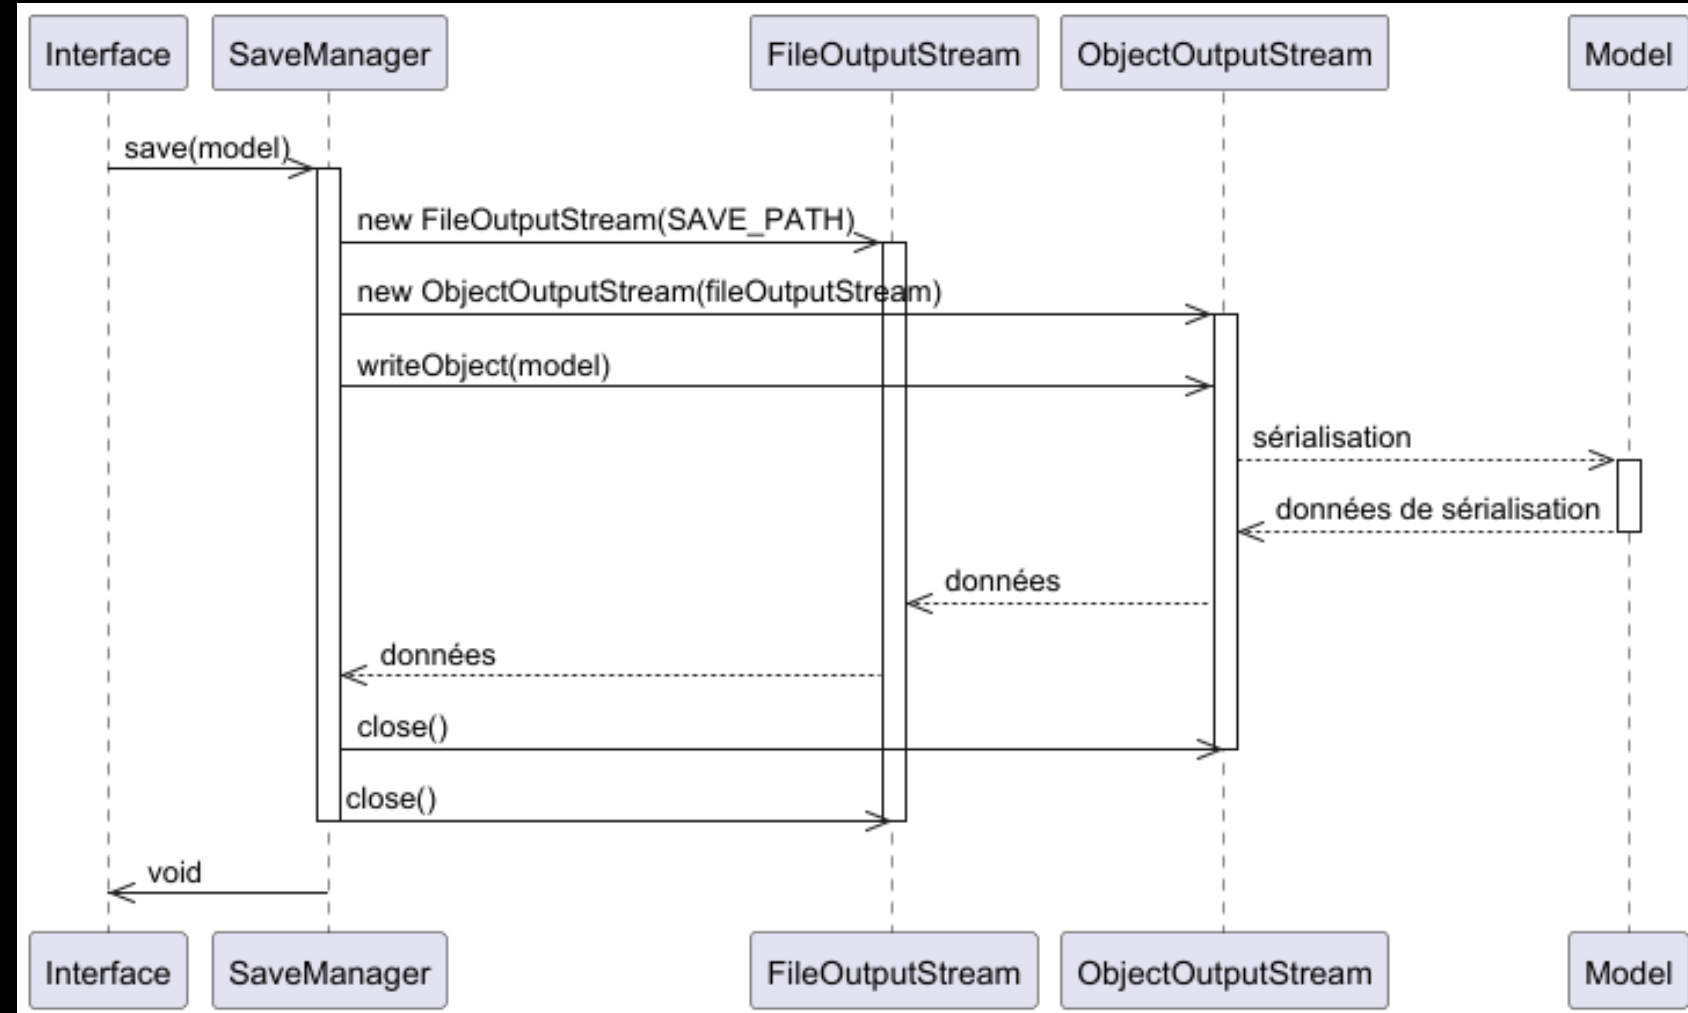 Interface SaveManager FileOutputStream ObjectOutputStream Model
save(model)
new FileOutputStream(SAVE_PATH)
new ObjectOutputStream(fileOutputStream)
writeObject(model)
sérialisation
données de sérialisation
données
données
close()
close()
void
Interface SaveManager FileOutputStream ObjectOutputStream Model